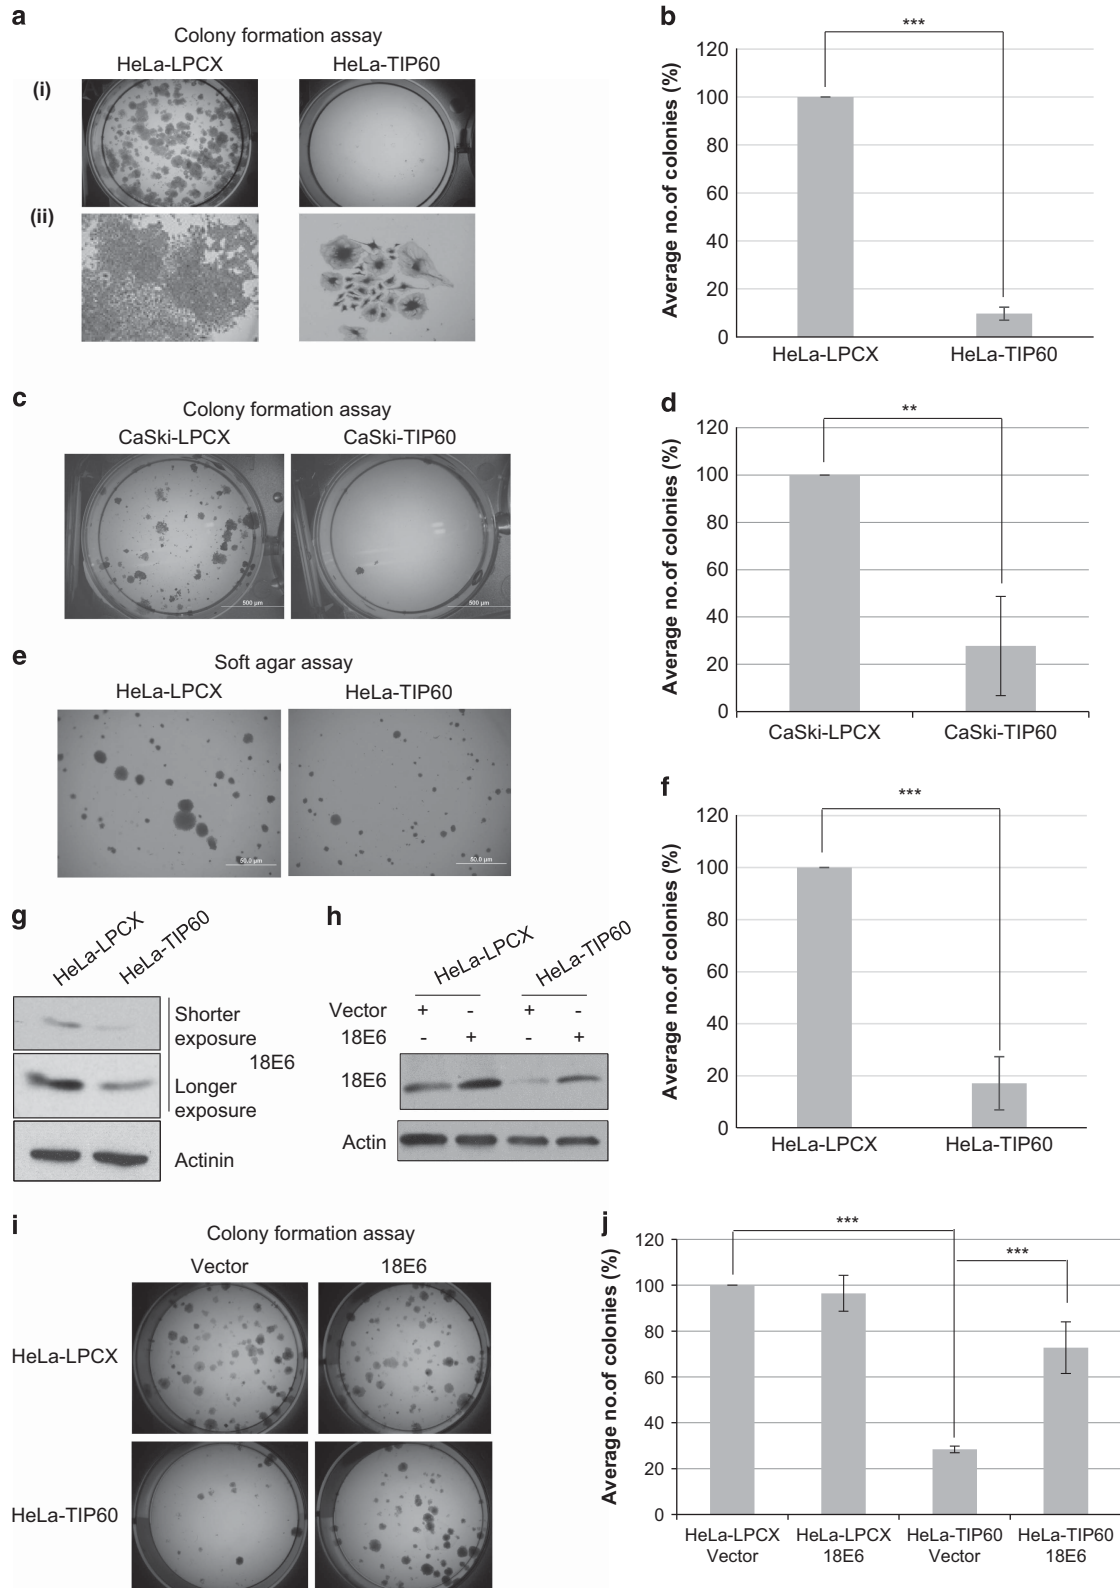 a
Colony formation assay
HeLa-LPCX HeLa-TIP60
(i)
(ii)
b
***
Average no.of colonies (%)
120
100
80
60
40
20
0
HeLa-LPCX HeLa-TIP60
c
Colony formation assay
CaSki-LPCX CaSki-TIP60
500 µm
500 µm
d
**
Average no.of colonies (%)
120
100
80
60
40
20
0
CaSki-LPCX CaSki-TIP60
e
Soft agar assay
HeLa-LPCX HeLa-TIP60
50.0 µm
50.0 µm
f
***
Average no.of colonies (%)
120
100
80
60
40
20
0
HeLa-LPCX HeLa-TIP60
g
HeLa-LPCX HeLa-TIP60
Shorter
exposure
18E6
Longer
exposure
Actinin
h
HeLa-LPCX HeLa-TIP60
Vector + - + -
18E6 - + - +
18E6
Actin
i
Colony formation assay
Vector 18E6
HeLa-LPCX
HeLa-TIP60
j
***
***
Average no.of colonies (%)
120
100
80
60
40
20
0
HeLa-LPCX HeLa-LPCX HeLa-TIP60 HeLa-TIP60
Vector 18E6 Vector 18E6